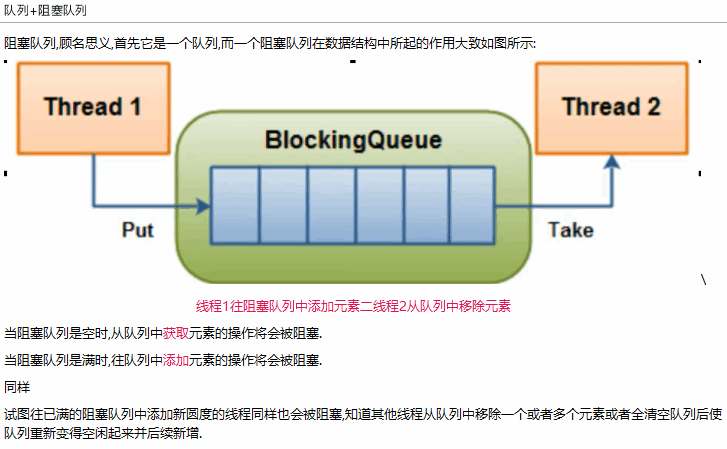 队列+阻塞队列
阻塞队列,顾名思义,首先它是一个队列,而一个阻塞队列在数据结构中所起的作用大致如图所示:
Thread 1
Thread 2
BlockingQueue
Put
Take
\
线程1往阻塞队列中添加元素二线程2从队列中移除元素
当阻塞队列是空时,从队列中获取元素的操作将会被阻塞.
当阻塞队列是满时,往队列中添加元素的操作将会被阻塞.
同样
试图往已满的阻塞队列中添加新圆度的线程同样也会被阻塞,知道其他线程从队列中移除一个或者多个元素或者全清空队列后使
队列重新变得空闲起来并后续新增.